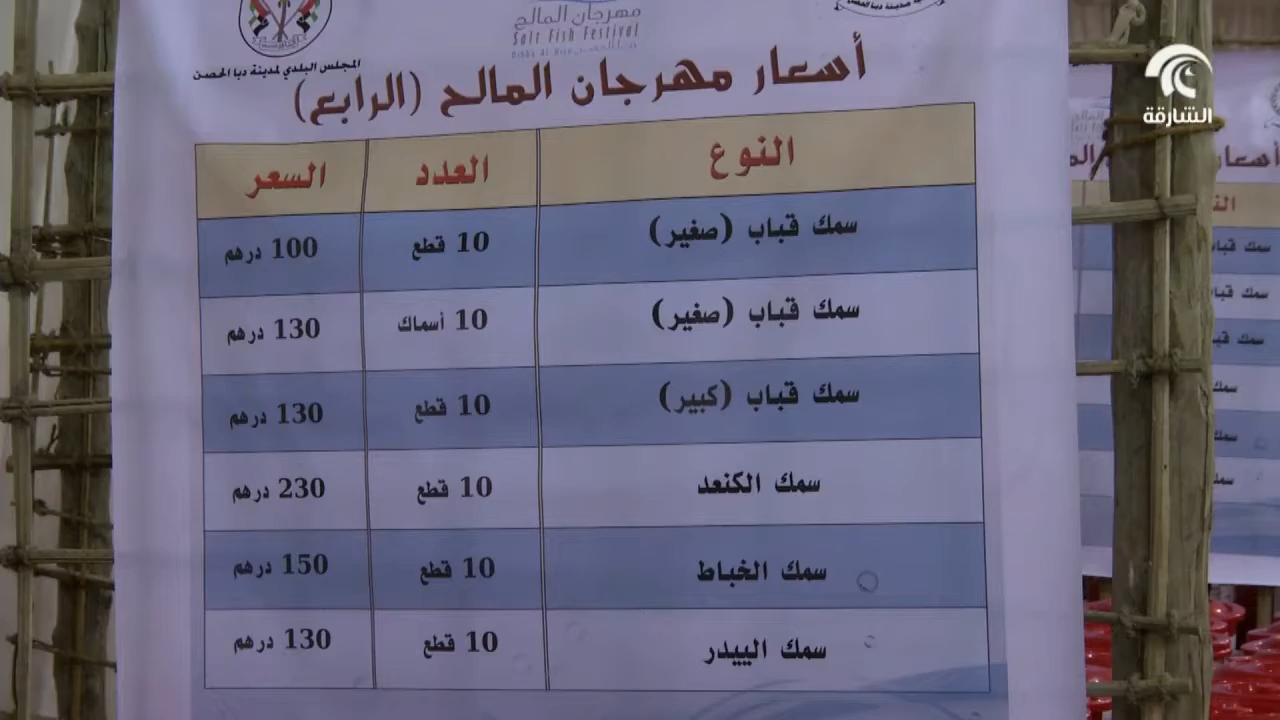 مهرجان المالح
Salt Fish Festival
المجلس البلدي لمدينة دبا الحصن
أسعار مهرجان المالح (الرابع)
النوع العدد السعر
سمك قباب (صغير) 10 قطع 100 درهم
سمك قباب (صغير) 10 أسماك 130 درهم
سمك قباب (كبير) 10 قطع 130 درهم
سمك الكنعد 10 قطع 230 درهم
سمك الخباط 10 قطع 150 درهم
سمك الييدر 10 قطع 130 درهم
الشارقة